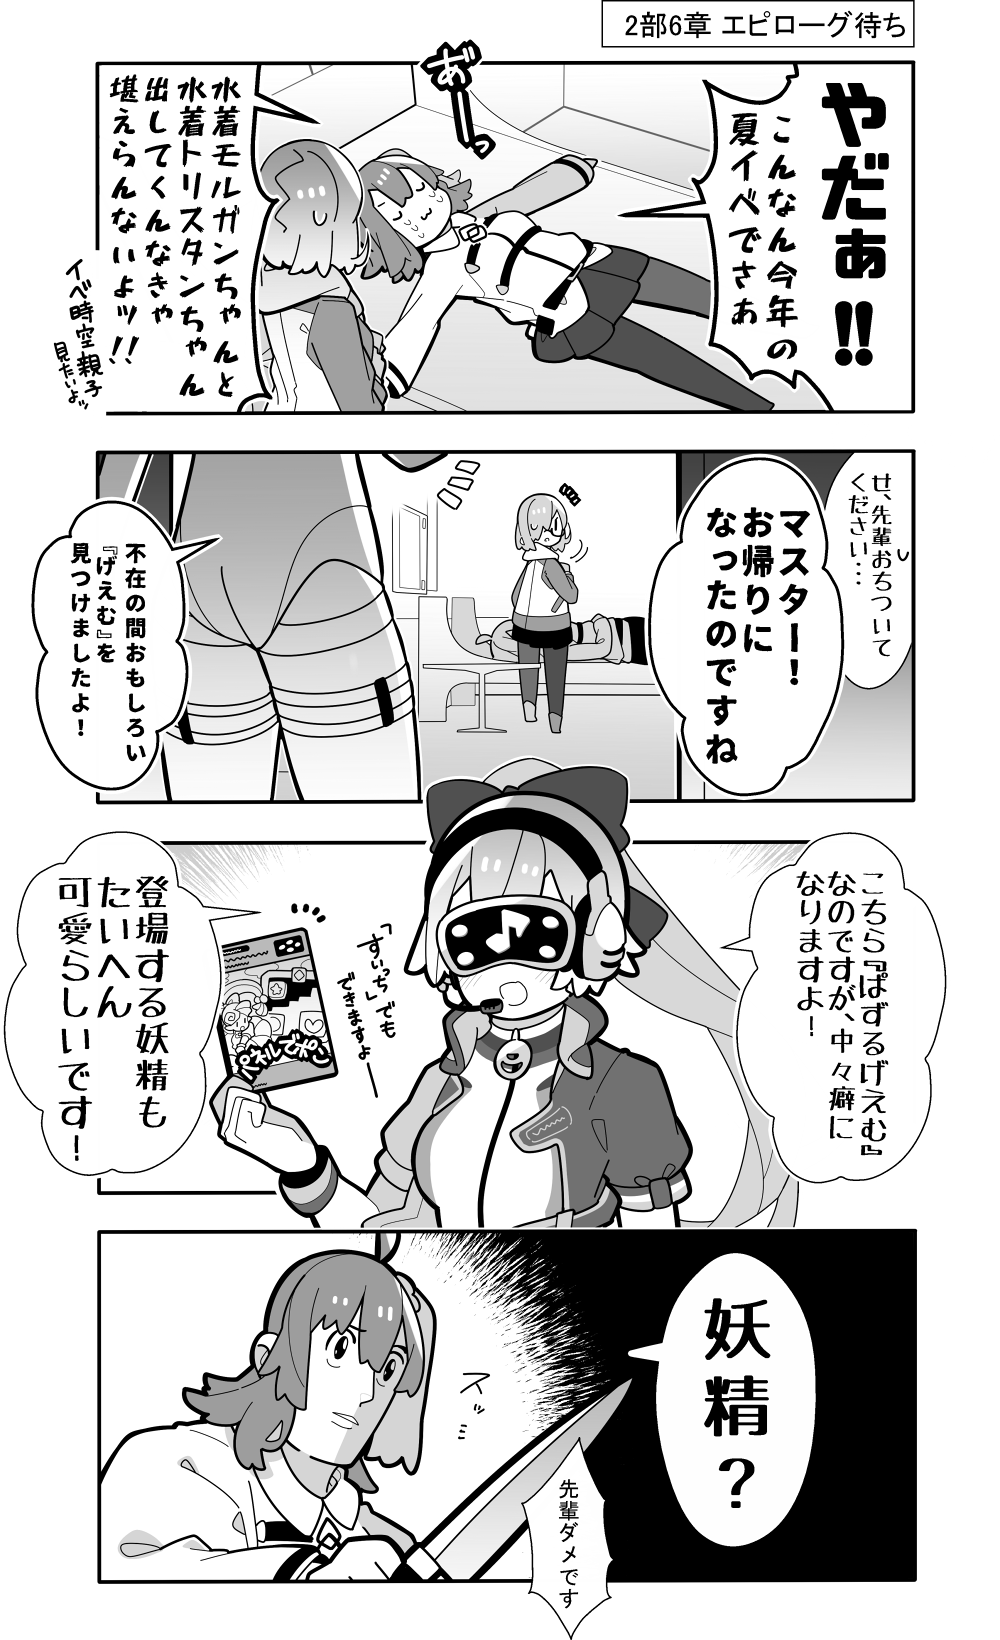 2部6章 エピローグ待ち
やだぁ!!
こんなん今年の
夏イベでさぁ
あ゛ーっ
水着モルガンちゃんと
水着トリスタンちゃん
出してくんなきゃ
堪えらんないよッ!!
イベ時空親子
見たいよッ
せ、先輩おちついて
ください…
マスター!
お帰りに
なったのですね
不在の間おもしろい
『げえむ』を
見つけましたよ!
こちら『ぱずるげえむ』
なのですが、中々癖に
なりますよ!
「すいっち」でも
できますよー
パネルでポン
登場する妖精も
たいへん
可愛らしいです!
妖精?
スッ…
先輩ダメです